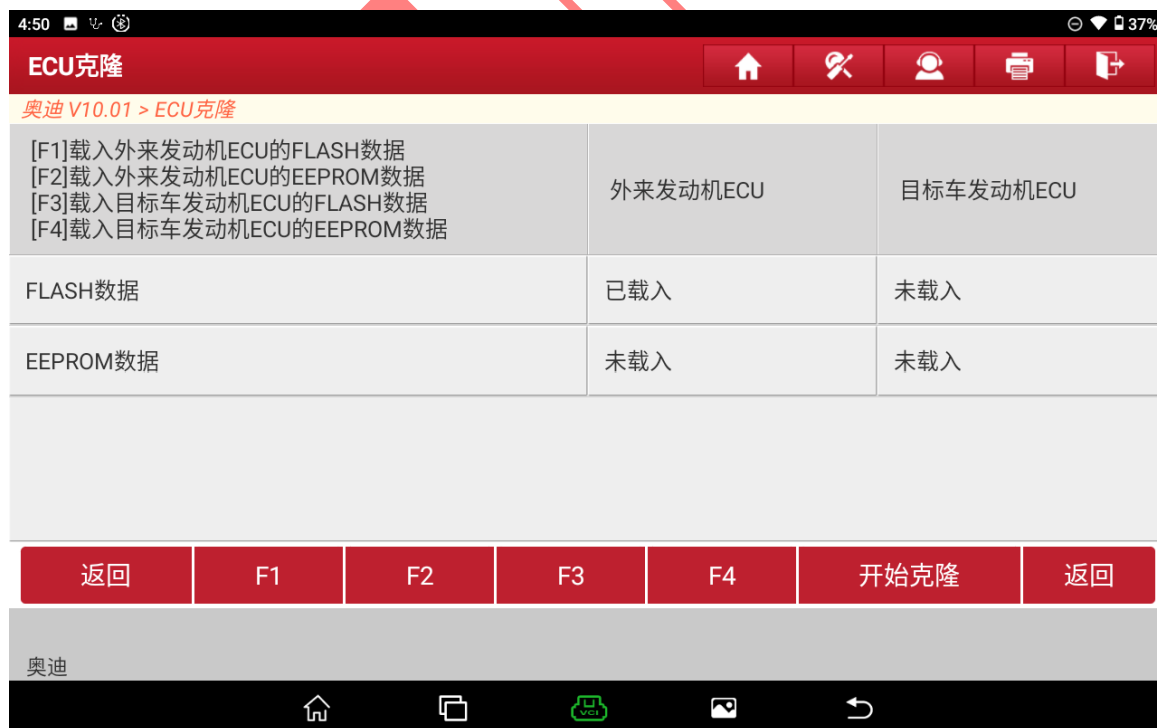 4:50
37%
ECU克隆
奥迪 V10.01 > ECU克隆
[F1]载入外来发动机ECU的FLASH数据
[F2]载入外来发动机ECU的EEPROM数据
[F3]载入目标车发动机ECU的FLASH数据
[F4]载入目标车发动机ECU的EEPROM数据
外来发动机ECU
目标车发动机ECU
FLASH数据
已载入
未载入
EEPROM数据
未载入
未载入
返回
F1
F2
F3
F4
开始克隆
返回
奥迪
VCI